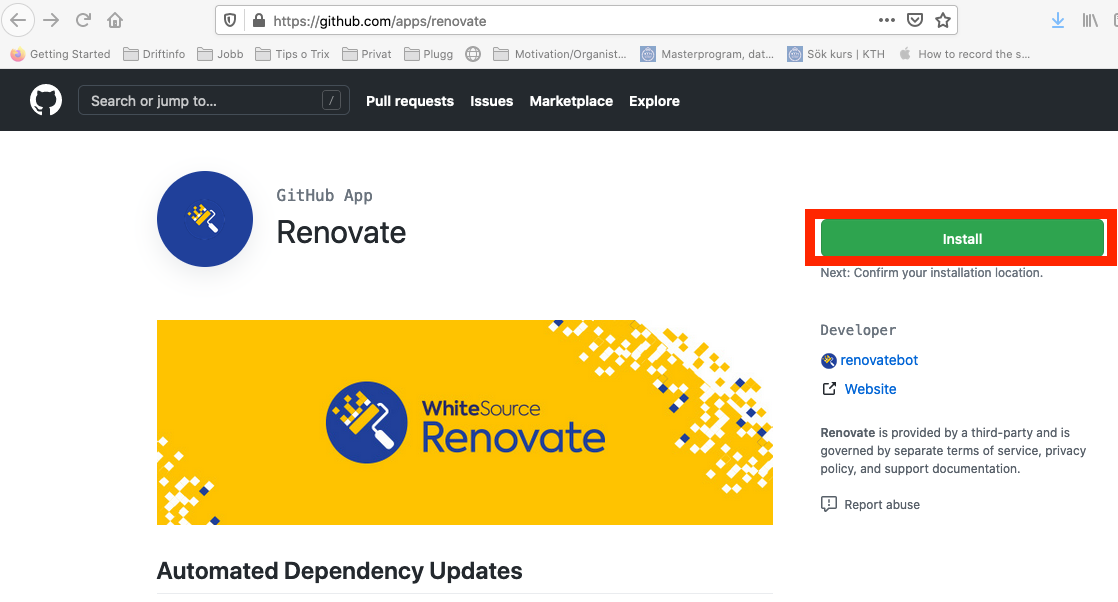 https://github.com/apps/renovate
Getting Started Driftinfo Jobb Tips o Trix Privat Plugg Motivation/Organist... Masterprogram, dat... Sök kurs | KTH How to record the s...
Search or jump to... / Pull requests Issues Marketplace Explore
GitHub App
Renovate
Install
Next: Confirm your installation location.
Developer
renovatebot
Website
Renovate is provided by a third-party and is
governed by separate terms of service, privacy
policy, and support documentation.
Report abuse
WhiteSource
Renovate
Automated Dependency Updates